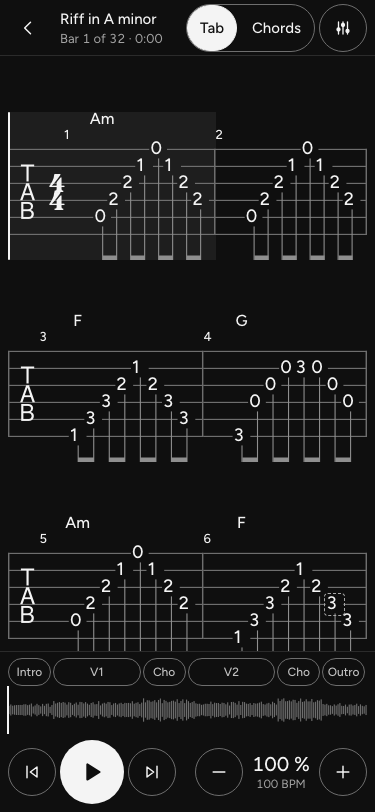 Riff in A minor
Bar 1 of 32 · 0:00
Tab
Chords
Am
1
2
TAB
4
4
0 2 2 1 0 1 2 2
0 2 2 1 0 1 2 2
F
G
3
4
TAB
1 3 3 2 1 2 3 3
3 0 0 0 3 0 0 0
Am
F
5
6
TAB
0 2 2 1 0 1 2 2
1 3 3 2 1 2 3 3
Intro
V1
Cho
V2
Cho
Outro
100 %
100 BPM